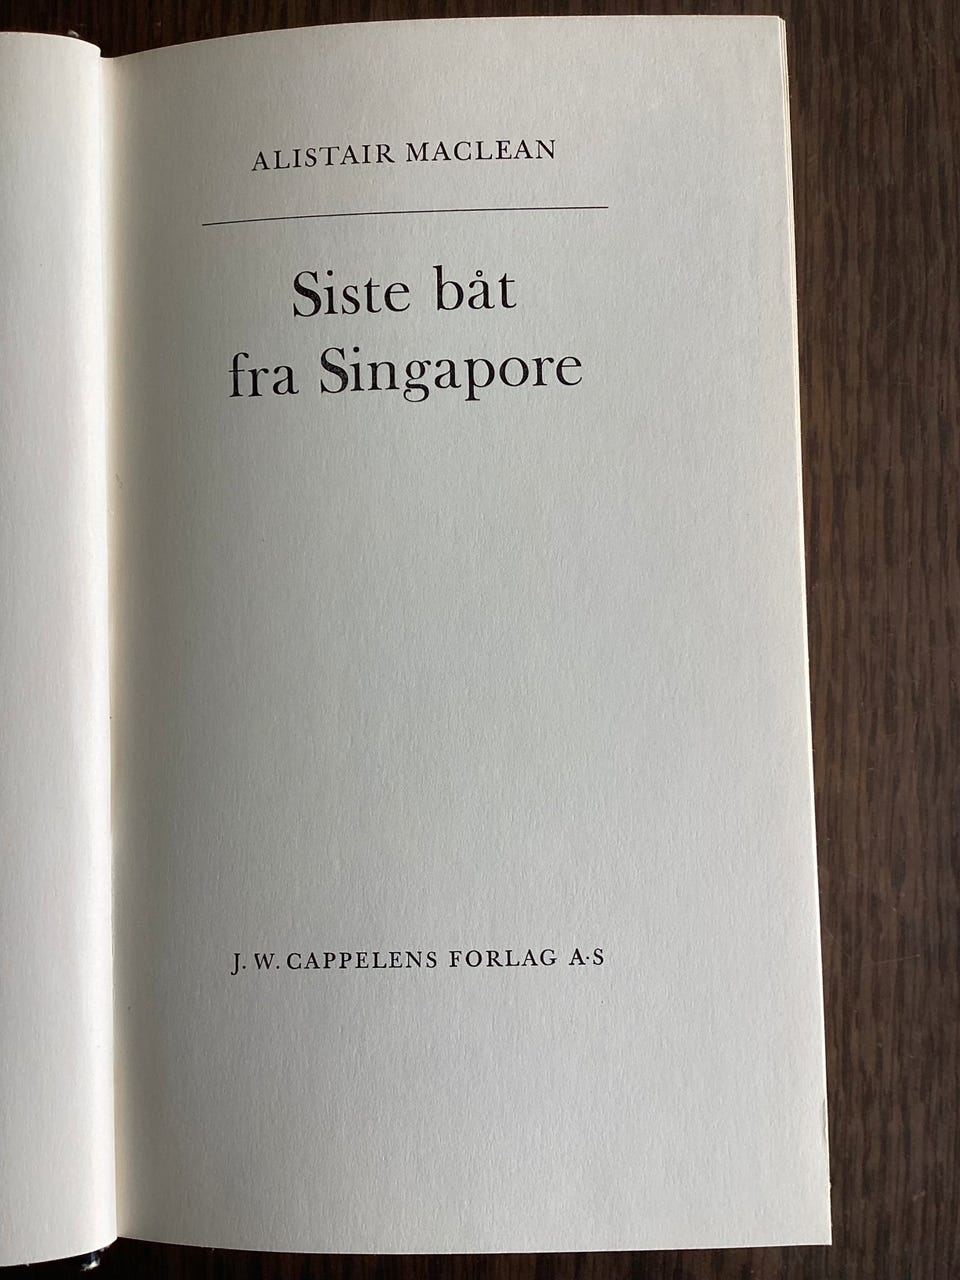 ALISTAIR MACLEAN
Siste båt
fra Singapore
J. W. CAPPELENS FORLAG A·S